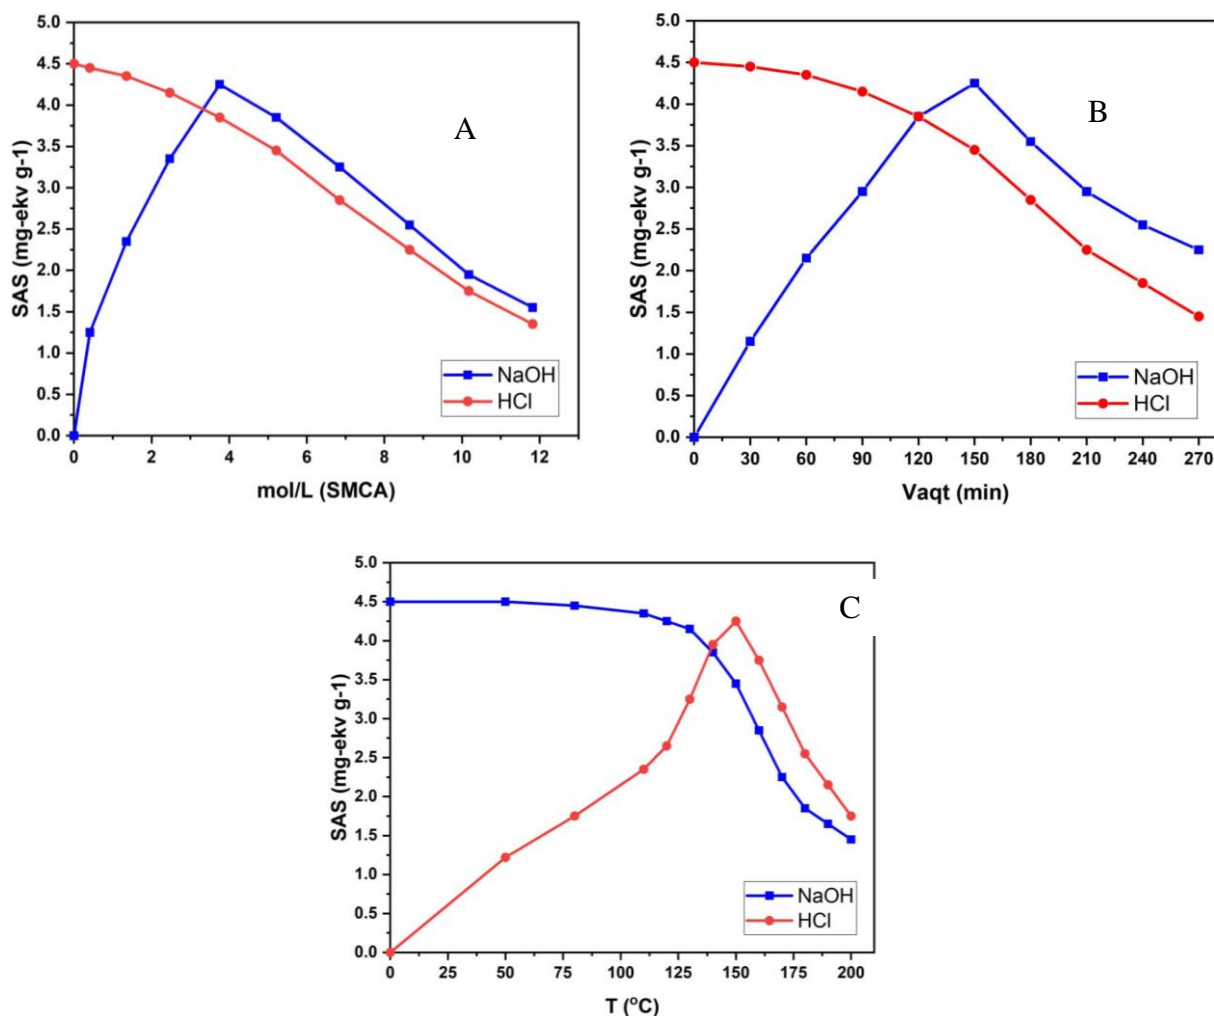 5.0
4.5
4.0
3.5
3.0
2.5
2.0
1.5
1.0
0.5
0.0
SAS (mg-ekv g-1)
A
NaOH
HCl
0 2 4 6 8 10 12
mol/L (SMCA)
5.0
4.5
4.0
3.5
3.0
2.5
2.0
1.5
1.0
0.5
0.0
SAS (mg-ekv g-1)
B
NaOH
HCl
0 30 60 90 120 150 180 210 240 270
Vaqt (min)
5.0
4.5
4.0
3.5
3.0
2.5
2.0
1.5
1.0
0.5
0.0
SAS (mg-ekv g-1)
C
NaOH
HCl
0 25 50 75 100 125 150 175 200
T (°C)